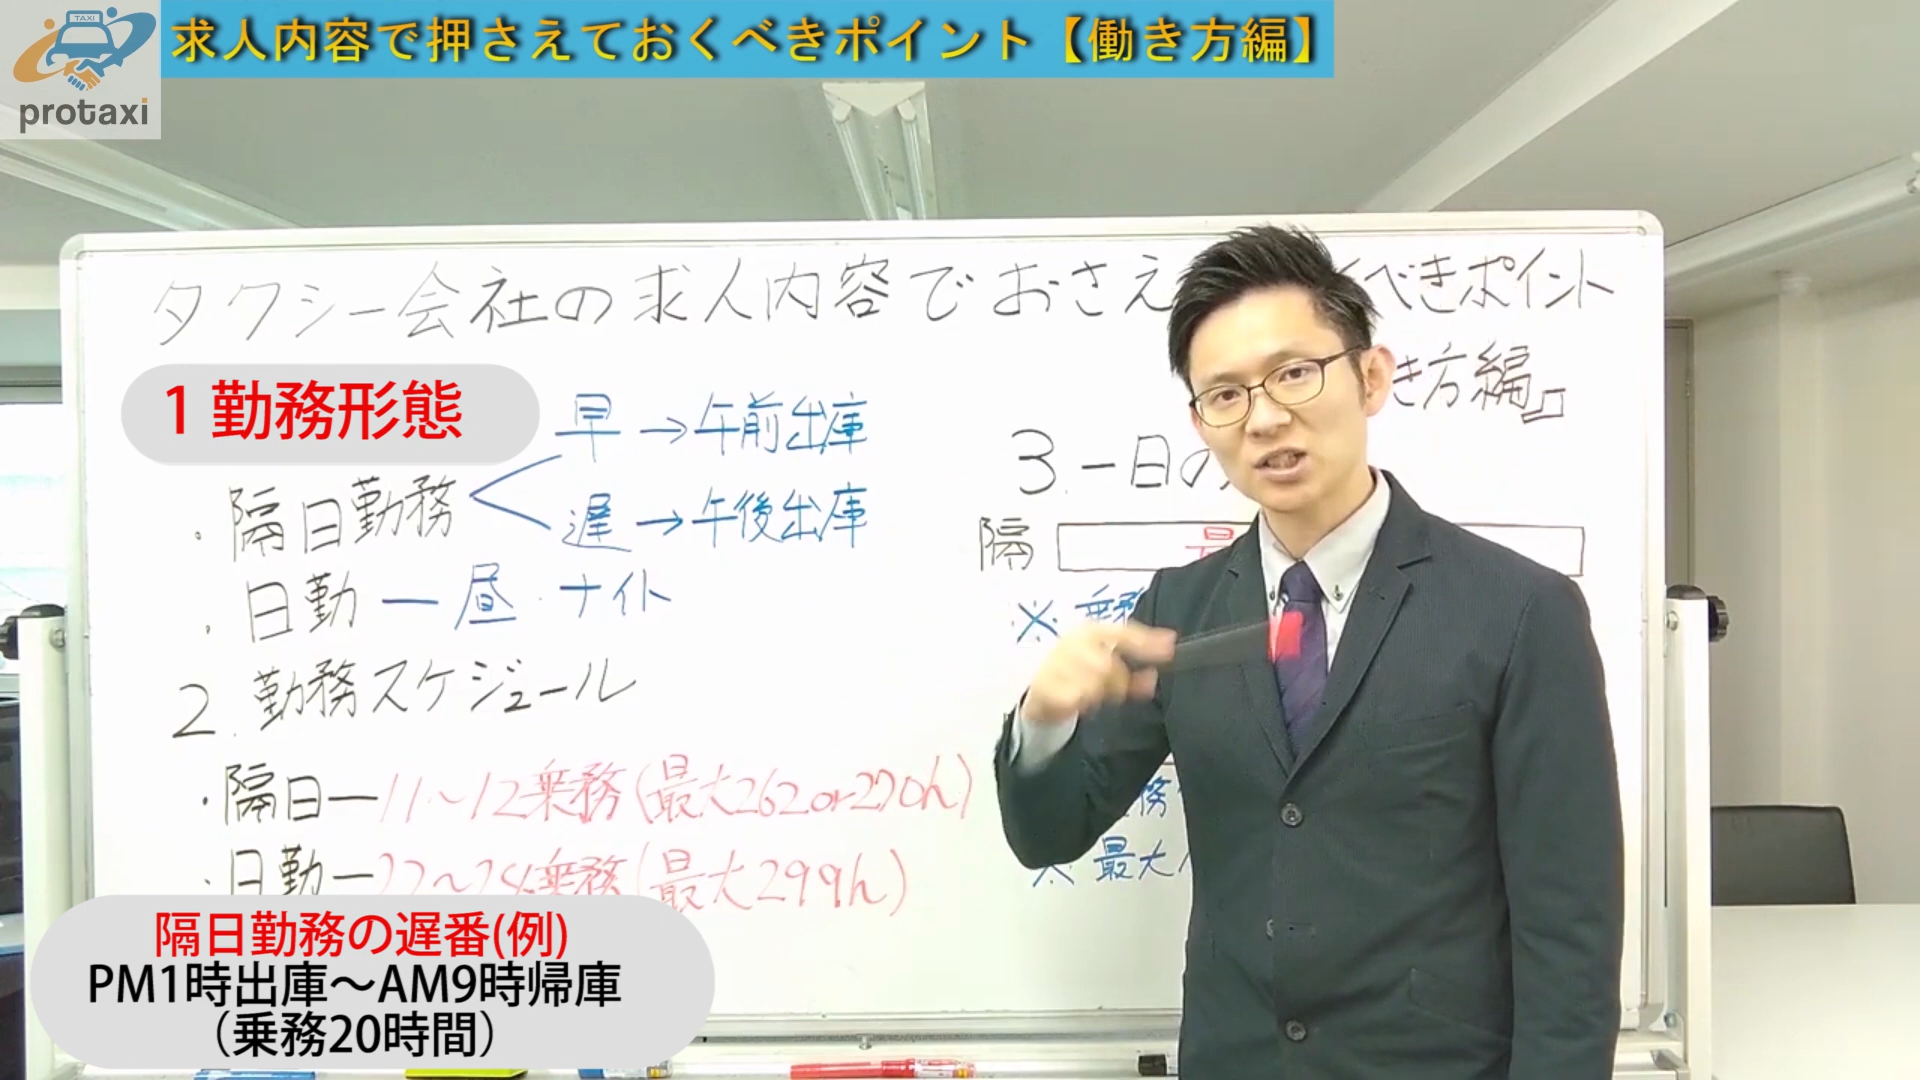 TAXI
protaxi
求人内容で押さえておくべきポイント【働き方編】
タクシー会社の求人内容でおさえ
くべきポイント
き方編』
1 勤務形態
・隔日勤務
早→午前出庫
遅→午後出庫
・日勤ー昼・ナイト
2.勤務スケジュール
・隔日ー11〜12乗務(最大262or270h)
・日勤ー22〜24乗務(最大299h)
3.一日の
隔
最
※乗務
務
※最大
隔日勤務の遅番(例)
PM1時出庫～AM9時帰庫
（乗務20時間）